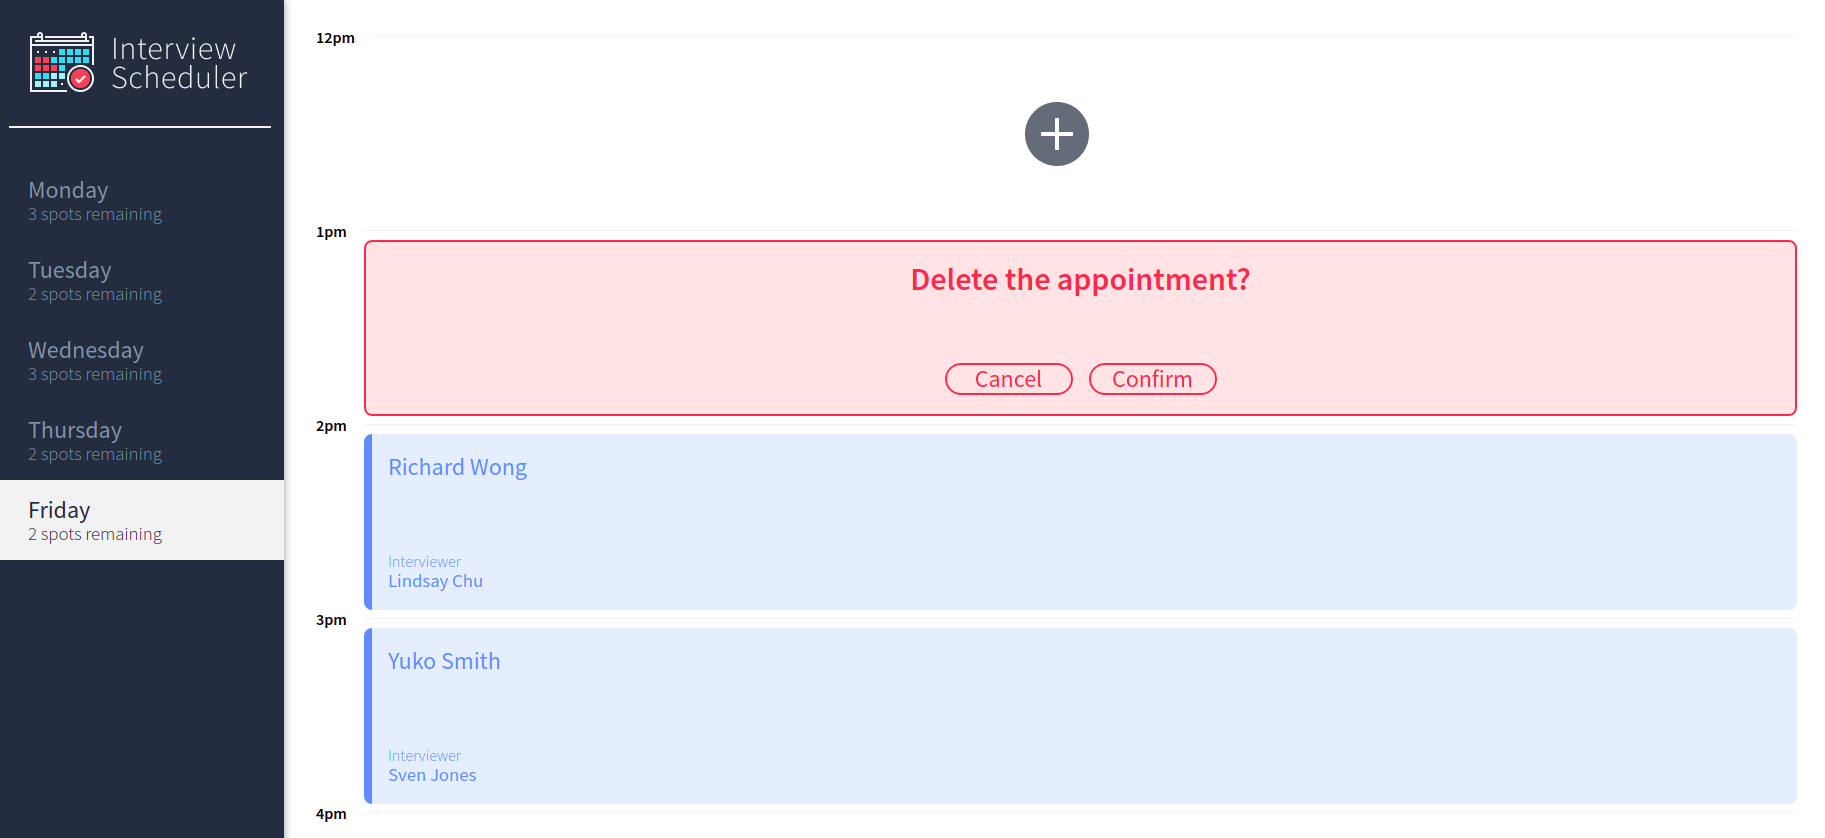 Interview
Scheduler
Monday
3 spots remaining
Tuesday
2 spots remaining
Wednesday
3 spots remaining
Thursday
2 spots remaining
Friday
2 spots remaining
12pm
1pm
Delete the appointment?
Cancel Confirm
2pm
Richard Wong
Interviewer
Lindsay Chu
3pm
Yuko Smith
Interviewer
Sven Jones
4pm